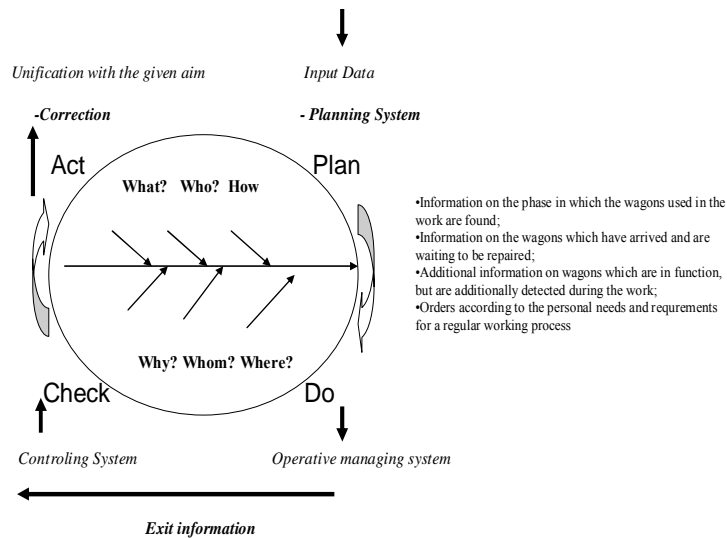 Unification with the given aim
Input Data
-Correction
- Planning System
Act
Plan
What? Who? How
•Information on the phase in which the wagons used in the
work are found;
•Information on the wagons which have arrived and are
waiting to be repaired;
•Additional information on wagons which are in function,
but are additionally detected during the work;
•Orders according to the personal needs and requrements
for a regular working process
Why? Whom? Where?
Check
Do
Controling System
Operative managing system
Exit information